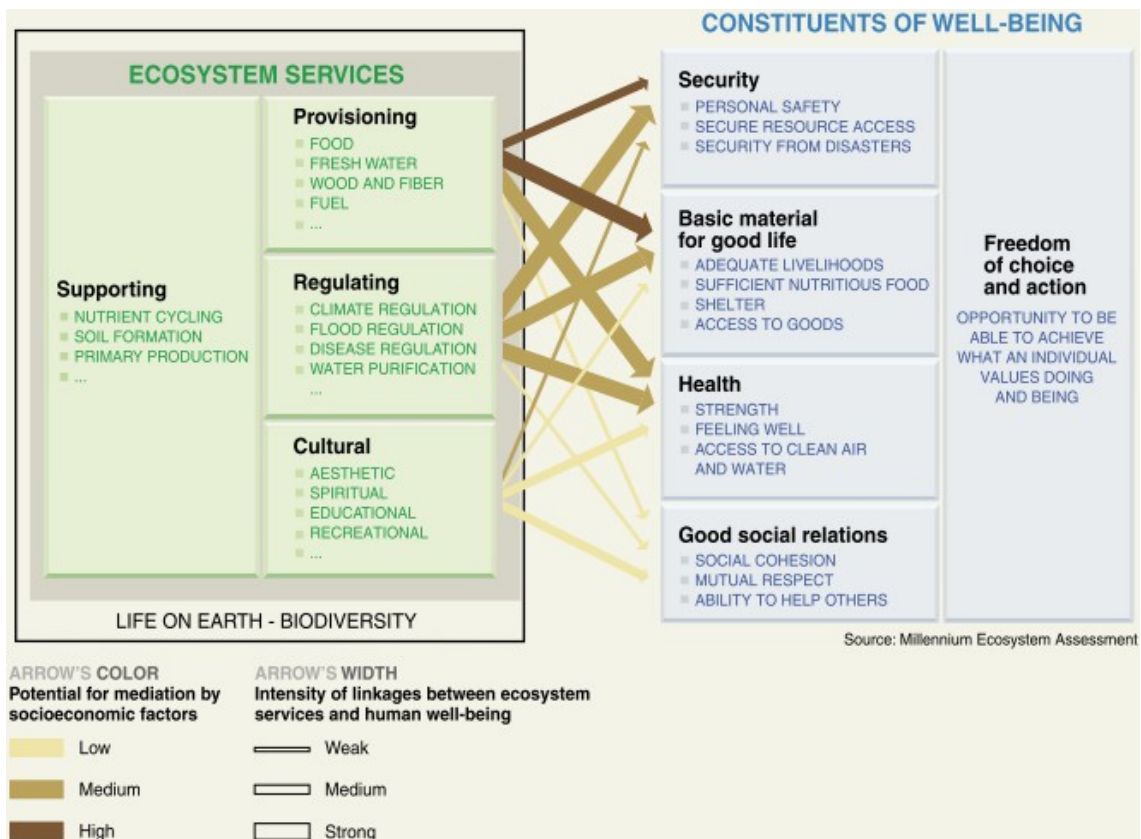 CONSTITUENTS OF WELL-BEING
ECOSYSTEM SERVICES
Supporting
NUTRIENT CYCLING
SOIL FORMATION
PRIMARY PRODUCTION
...
Provisioning
FOOD
FRESH WATER
WOOD AND FIBER
FUEL
...
Regulating
CLIMATE REGULATION
FLOOD REGULATION
DISEASE REGULATION
WATER PURIFICATION
...
Cultural
AESTHETIC
SPIRITUAL
EDUCATIONAL
RECREATIONAL
...
LIFE ON EARTH - BIODIVERSITY
Security
PERSONAL SAFETY
SECURE RESOURCE ACCESS
SECURITY FROM DISASTERS
Basic material
for good life
ADEQUATE LIVELIHOODS
SUFFICIENT NUTRITIOUS FOOD
SHELTER
ACCESS TO GOODS
Health
STRENGTH
FEELING WELL
ACCESS TO CLEAN AIR
AND WATER
Good social relations
SOCIAL COHESION
MUTUAL RESPECT
ABILITY TO HELP OTHERS
Freedom
of choice
and action
OPPORTUNITY TO BE
ABLE TO ACHIEVE
WHAT AN INDIVIDUAL
VALUES DOING
AND BEING
Source: Millennium Ecosystem Assessment
ARROW'S COLOR
Potential for mediation by
socioeconomic factors
Low
Medium
High
ARROW'S WIDTH
Intensity of linkages between ecosystem
services and human well-being
Weak
Medium
Strong